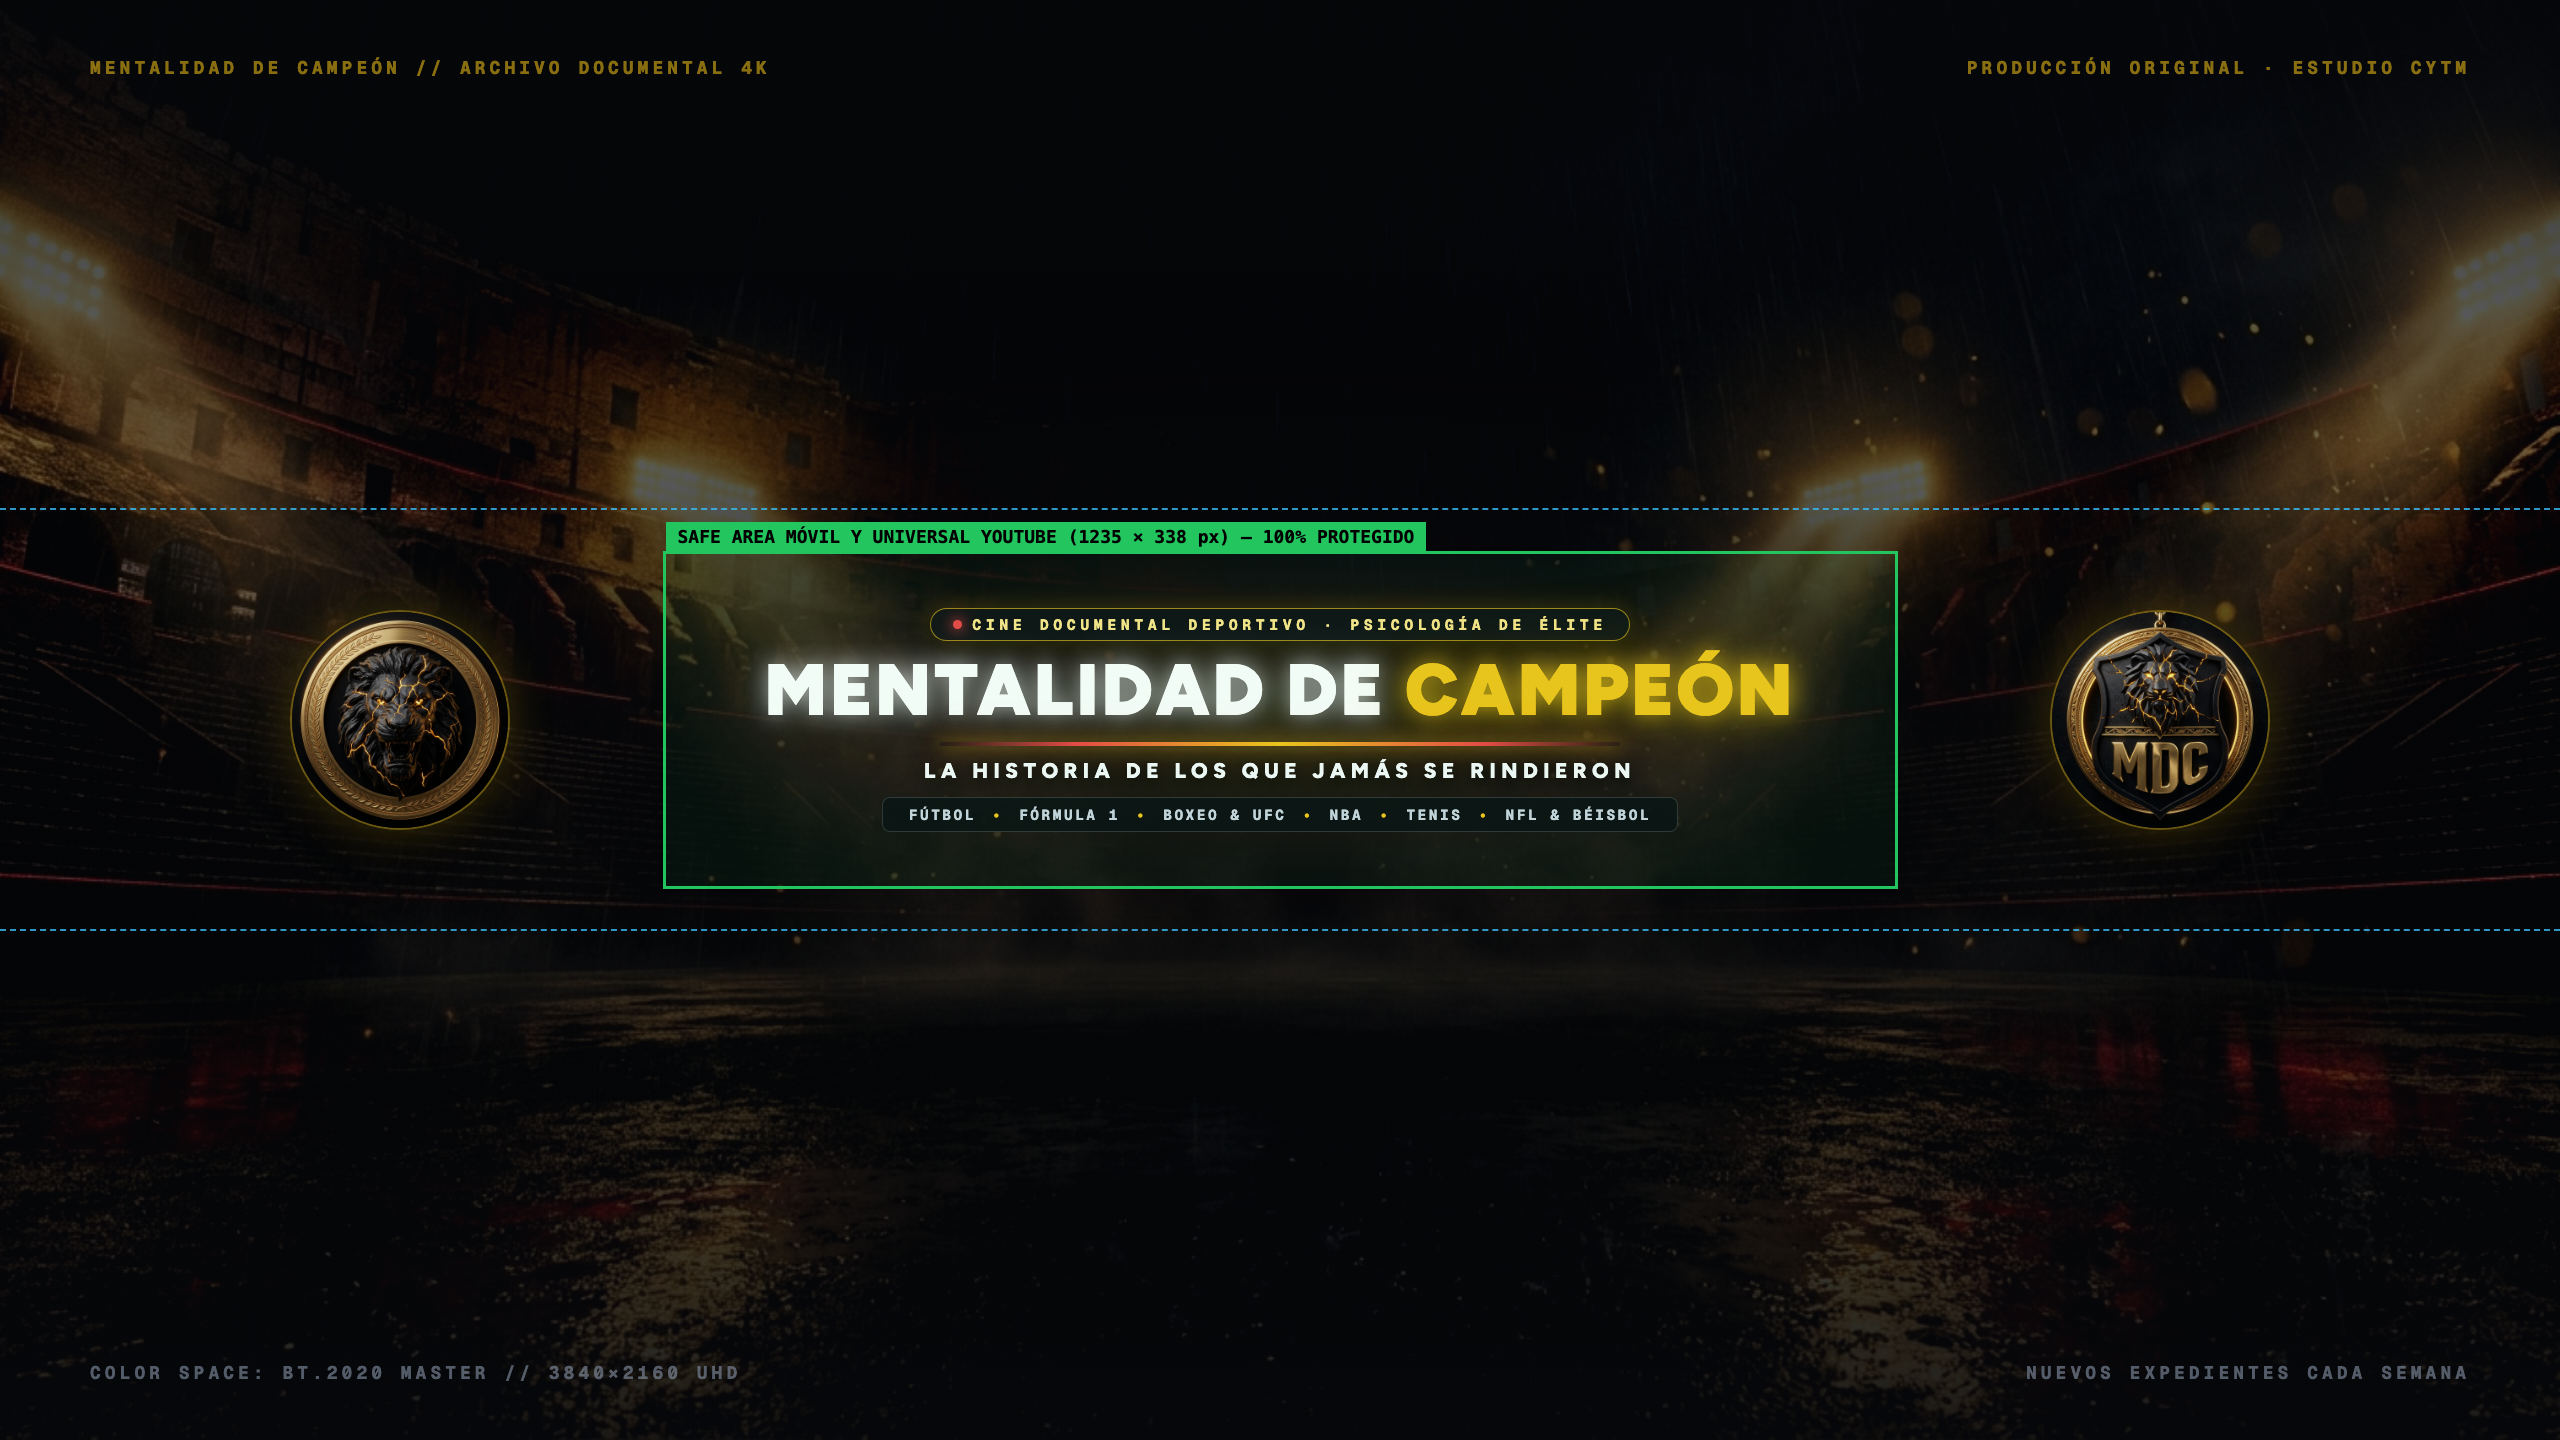 MENTALIDAD DE CAMPEÓN // ARCHIVO DOCUMENTAL 4K
PRODUCCIÓN ORIGINAL · ESTUDIO CYTM
SAFE AREA MÓVIL Y UNIVERSAL YOUTUBE (1235 × 338 px) — 100% PROTEGIDO
CINE DOCUMENTAL DEPORTIVO · PSICOLOGÍA DE ÉLITE
MENTALIDAD DE CAMPEÓN
LA HISTORIA DE LOS QUE JAMÁS SE RINDIERON
FÚTBOL • FÓRMULA 1 • BOXEO & UFC • NBA • TENIS • NFL & BÉISBOL
MDC
COLOR SPACE: BT.2020 MASTER // 3840×2160 UHD
NUEVOS EXPEDIENTES CADA SEMANA